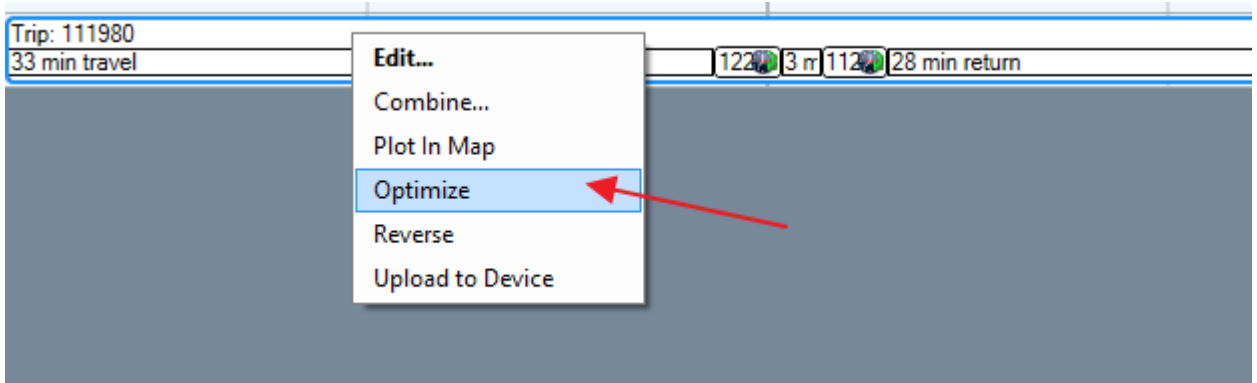 Trip: 111980
33 min travel 122 3 m 112 28 min return
Edit...
Combine...
Plot In Map
Optimize
Reverse
Upload to Device